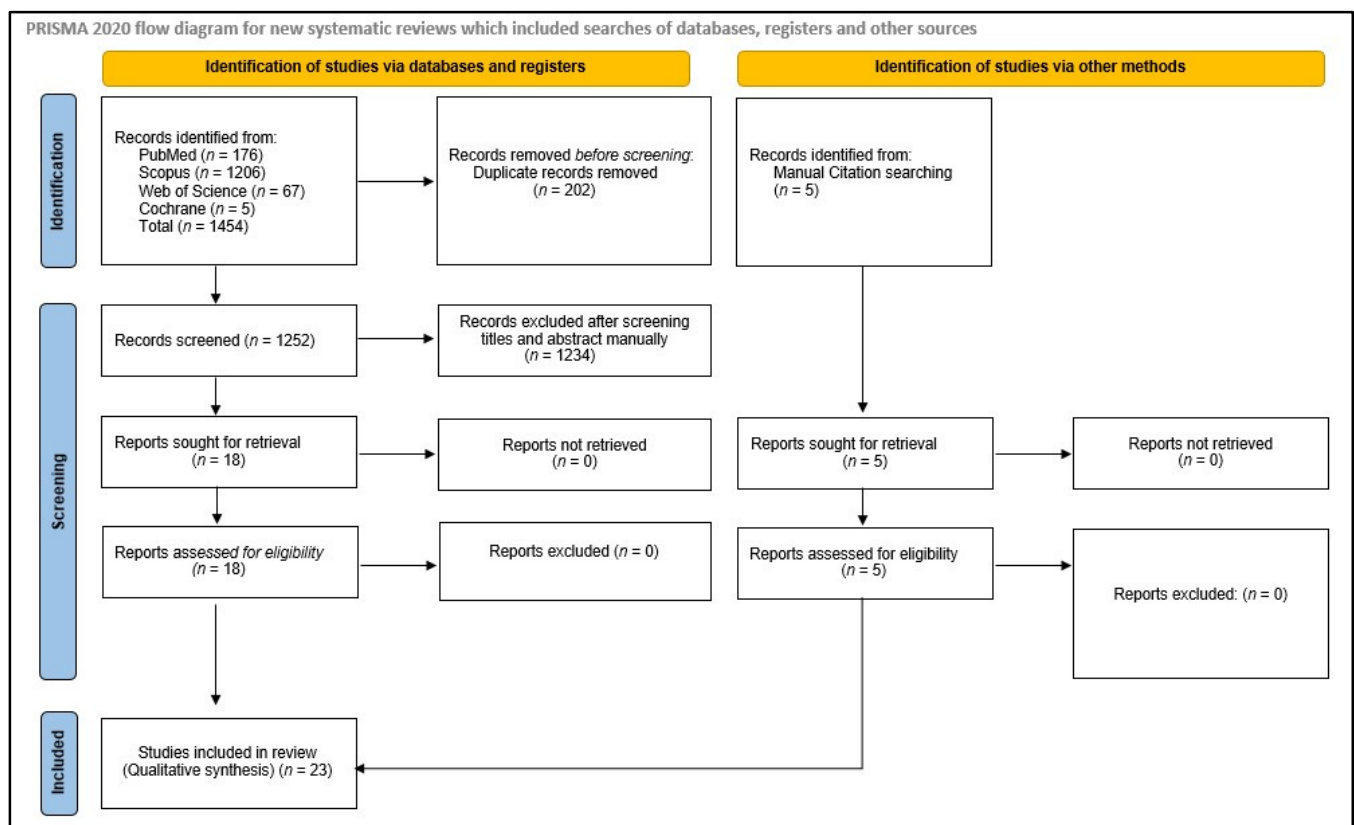 PRISMA 2020 flow diagram for new systematic reviews which included searches of databases, registers and other sources
Identification of studies via databases and registers
Identification of studies via other methods
Identification
Records identified from:
PubMed (n = 176)
Scopus (n = 1206)
Web of Science (n = 67)
Cochrane (n = 5)
Total (n = 1454)
Records removed before screening:
Duplicate records removed
(n = 202)
Records identified from:
Manual Citation searching
(n = 5)
Screening
Records screened (n = 1252)
Records excluded after screening
titles and abstract manually
(n = 1234)
Reports sought for retrieval
(n = 18)
Reports not retrieved
(n = 0)
Reports sought for retrieval
(n = 5)
Reports not retrieved
(n = 0)
Reports assessed for eligibility
(n = 18)
Reports excluded (n = 0)
Reports assessed for eligibility
(n = 5)
Reports excluded: (n = 0)
Included
Studies included in review
(Qualitative synthesis) (n = 23)